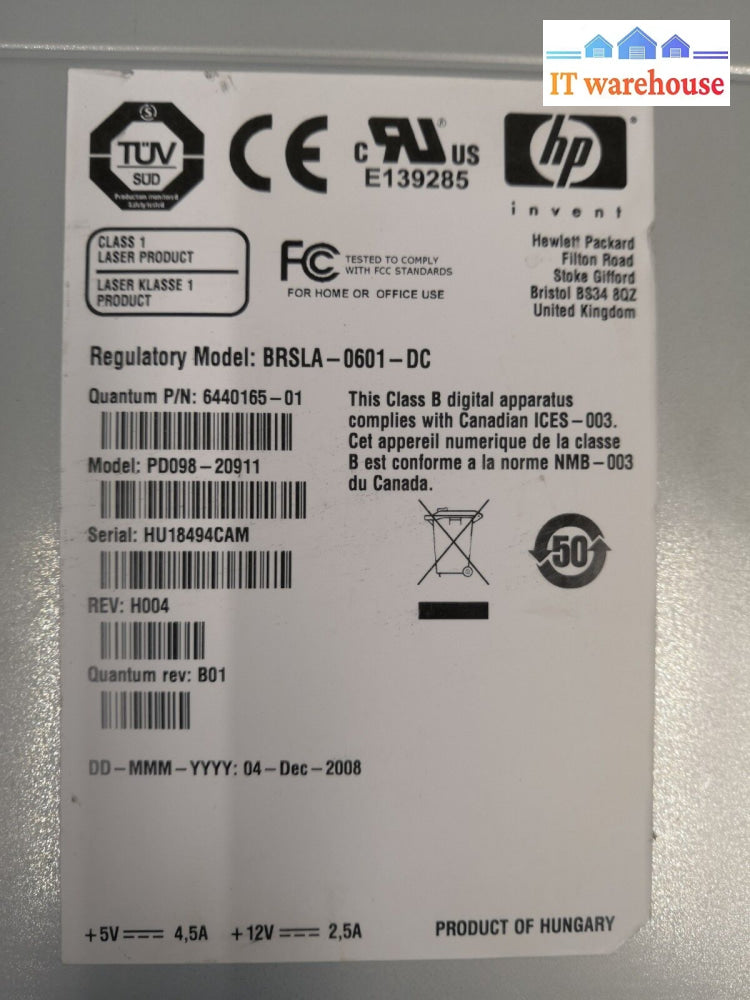 IT warehouse
TÜV
SÜD
Production monitored
Safety tested
CE
c RU US
E139285
®
hp
invent
CLASS 1
LASER PRODUCT
LASER KLASSE 1
PRODUCT
FC TESTED TO COMPLY
WITH FCC STANDARDS
FOR HOME OR OFFICE USE
Hewlett Packard
Filton Road
Stoke Gifford
Bristol BS34 8QZ
United Kingdom
Regulatory Model: BRSLA-0601-DC
Quantum P/N: 6440165-01
Model: PD098-20911
Serial: HU18494CAM
REV: H004
Quantum rev: B01
This Class B digital apparatus
complies with Canadian ICES-003.
Cet appereil numerique de la classe
B est conforme a la norme NMB-003
du Canada.
50
DD-MMM-YYYY: 04-Dec-2008
+5V 4,5A +12V 2,5A
PRODUCT OF HUNGARY